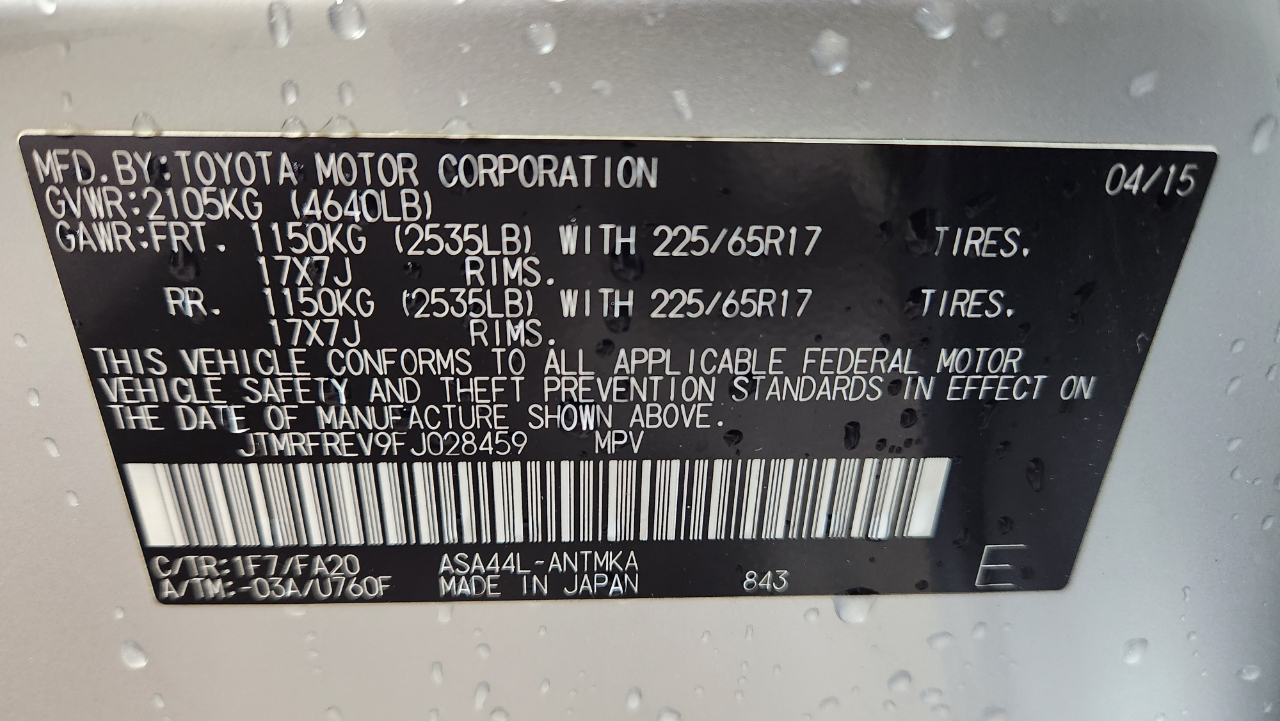 MFD.BY:TOYOTA MOTOR CORPORATION 04/15
GVWR:2105KG (4640LB)
GAWR:FRT. 1150KG (2535LB) WITH 225/65R17 TIRES.
17X7J RIMS.
RR. 1150KG (2535LB) WITH 225/65R17 TIRES.
17X7J RIMS.
THIS VEHICLE CONFORMS TO ALL APPLICABLE FEDERAL MOTOR
VEHICLE SAFETY AND THEFT PREVENTION STANDARDS IN EFFECT ON
THE DATE OF MANUFACTURE SHOWN ABOVE.
JTMRFREV9FJ028459 MPV
C/TR:1F7/FA20 ASA44L-ANTMKA
A/TM:-03A/U760F MADE IN JAPAN 843 E